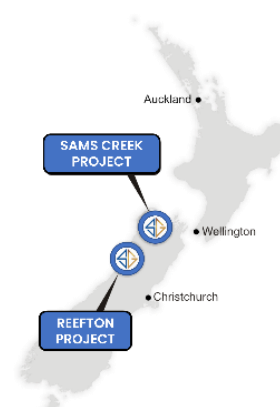 Auckland
SAMS CREEK
PROJECT
Wellington
Christchurch
REEFTON
PROJECT